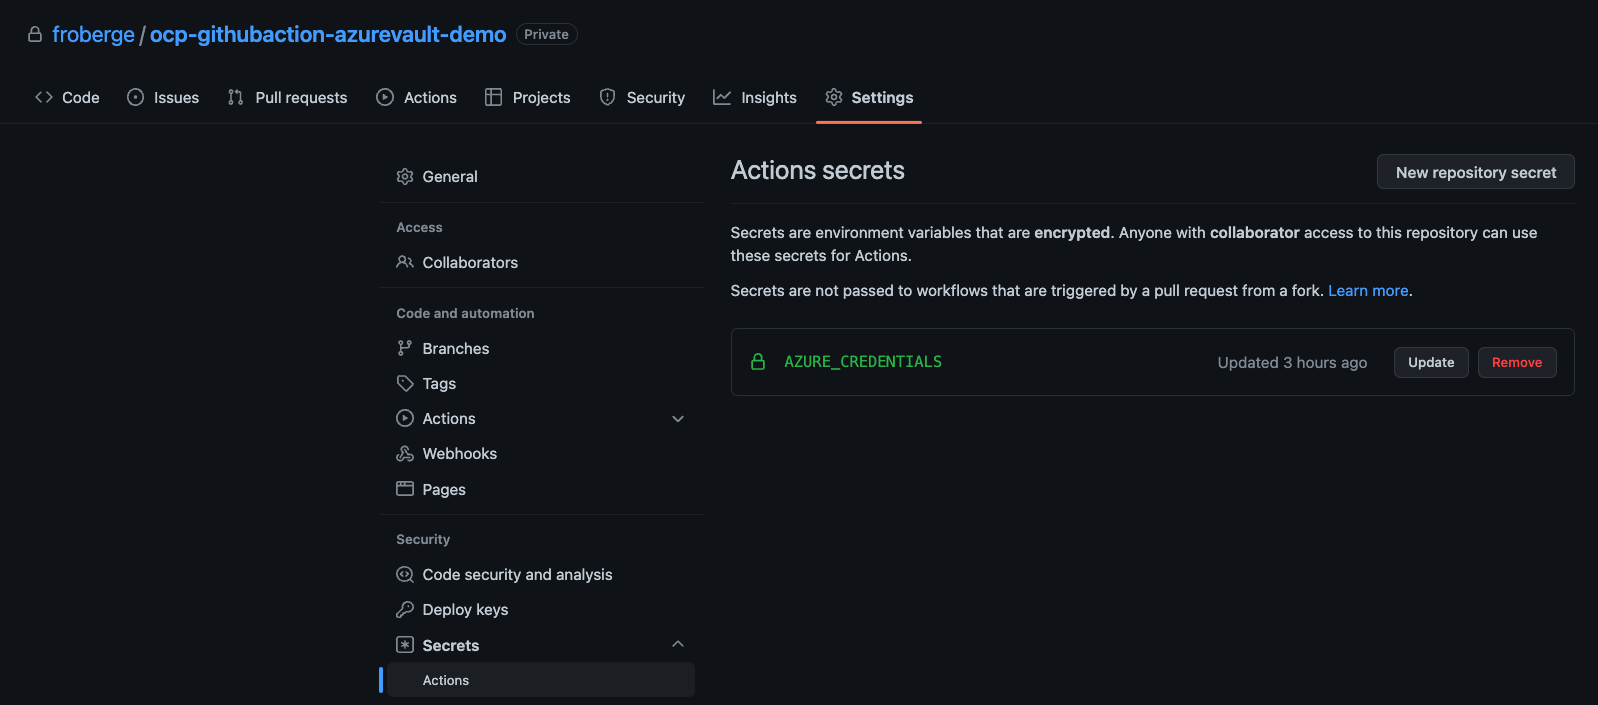 froberge / ocp-githubaction-azurevault-demo Private
Code Issues Pull requests Actions Projects Security Insights Settings
General
Access
Collaborators
Code and automation
Branches
Tags
Actions
Webhooks
Pages
Security
Code security and analysis
Deploy keys
Secrets
Actions
Actions secrets
New repository secret
Secrets are environment variables that are encrypted. Anyone with collaborator access to this repository can use
these secrets for Actions.
Secrets are not passed to workflows that are triggered by a pull request from a fork. Learn more.
AZURE_CREDENTIALS Updated 3 hours ago Update Remove